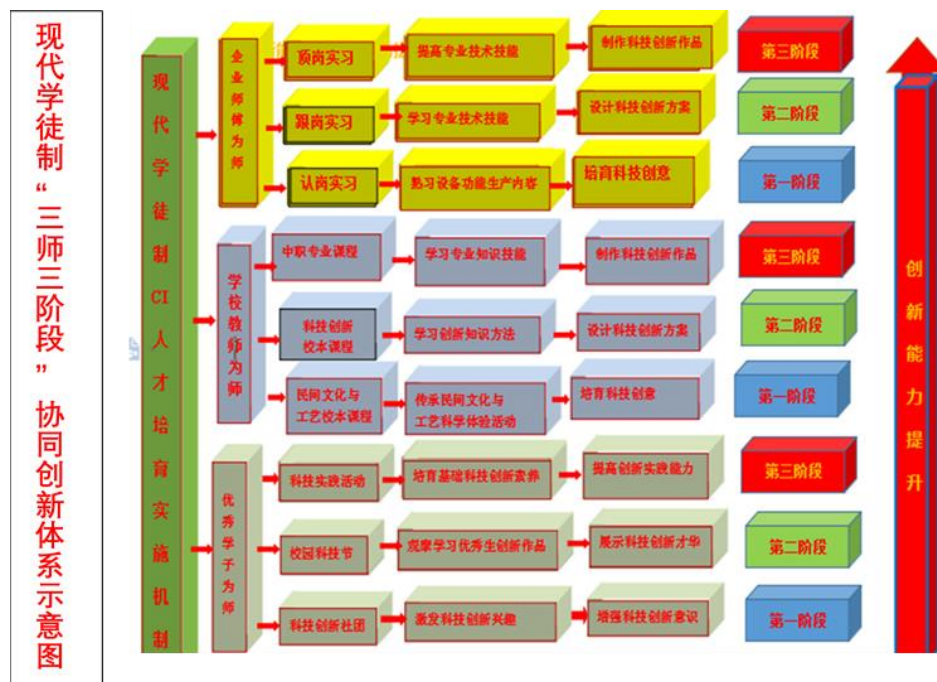 现代学徒制“三师三阶段”协同创新体系示意图
现代学徒制CI人才培育实施机制
企业师傅为师
顶岗实习
提高专业技术技能
制作科技创新作品
第三阶段
跟岗实习
学习专业技术技能
设计科技创新方案
第二阶段
认岗实习
熟习设备功能生产内容
培育科技创意
第一阶段
学校教师为师
中职专业课程
学习专业知识技能
制作科技创新作品
第三阶段
科技创新
校本课程
学习创新知识方法
设计科技创新方案
第二阶段
民间文化与
工艺校本课程
传承民间文化与
工艺科学体验活动
培育科技创意
第一阶段
优秀学子为师
科技实践活动
培育基础科技创新素养
提高创新实践能力
第三阶段
校园科技节
观摩学习优秀生创新作品
展示科技创新才华
第二阶段
科技创新社团
激发科技创新兴趣
增强科技创新意识
第一阶段
创新能力提升